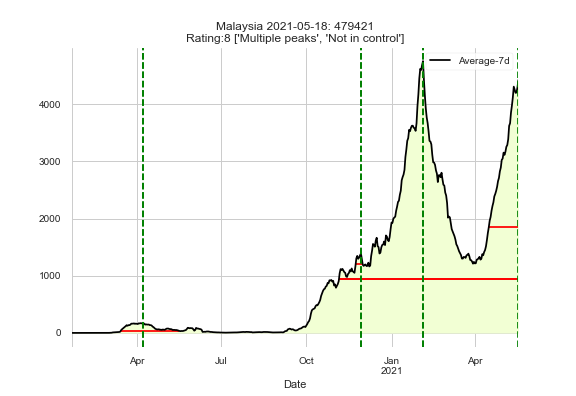 Malaysia 2021-05-18: 479421
Rating:8 ['Multiple peaks', 'Not in control']
Average-7d
4000
3000
2000
1000
0
Apr
Jul
Oct
Jan
2021
Apr
Date